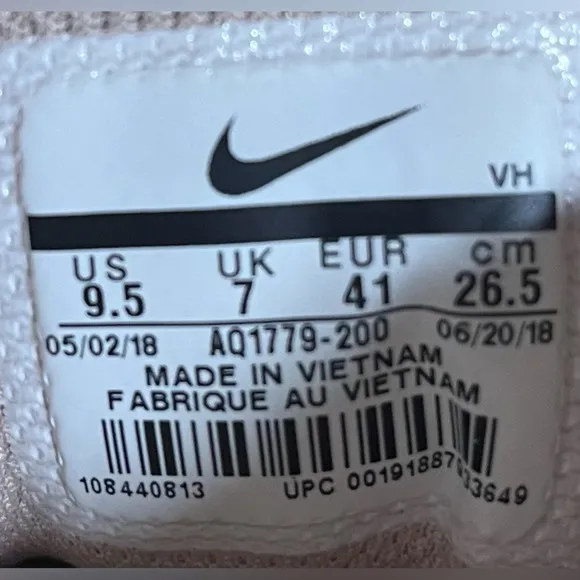 VH
US UK EUR cm
9.5 7 41 26.5
05/02/18 AQ1779-200 06/20/18
MADE IN VIETNAM
FABRIQUE AU VIETNAM
108440813 UPC